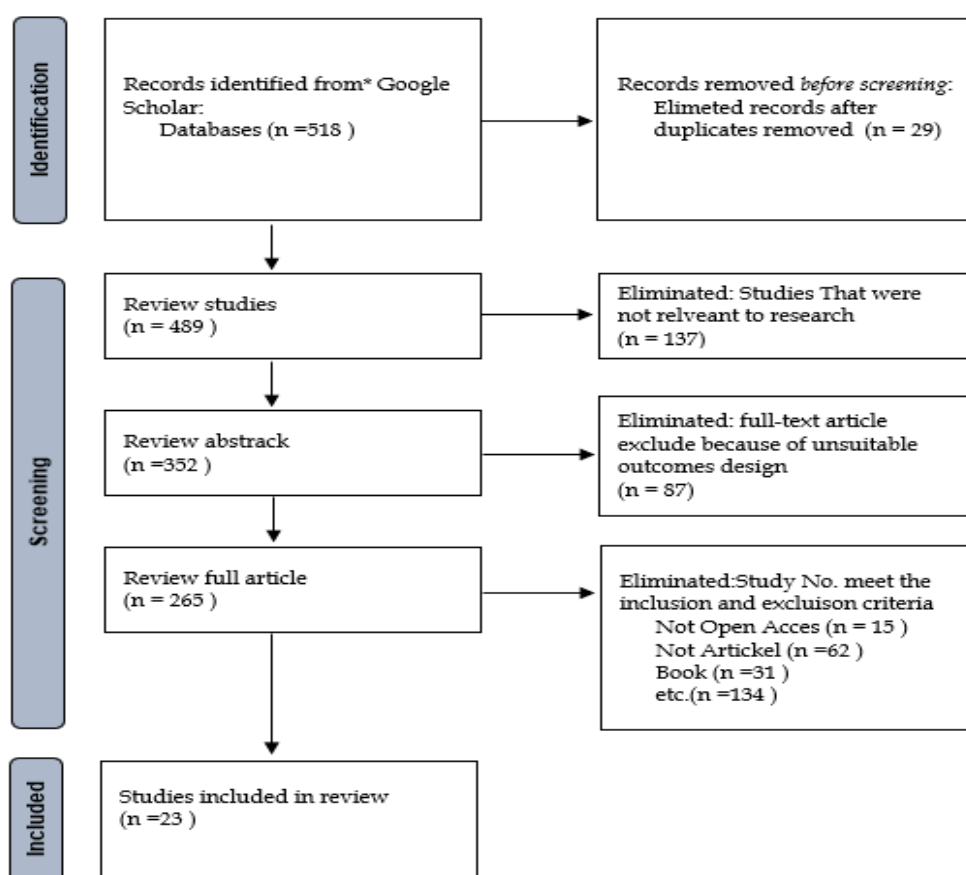 Identification
Records identified from* Google
Scholar:
Databases (n =518 )
Records removed before screening:
Elimeted records after
duplicates removed (n = 29)
Screening
Review studies
(n = 489 )
Eliminated: Studies That were
not relveant to research
(n = 137)
Review abstrack
(n =352 )
Eliminated: full-text article
exclude because of unsuitable
outcomes design
(n = 87)
Review full article
(n = 265 )
Eliminated:Study No. meet the
inclusion and excluison criteria
Not Open Acces (n = 15 )
Not Artickel (n =62 )
Book (n =31 )
etc.(n =134 )
Included
Studies included in review
(n =23 )